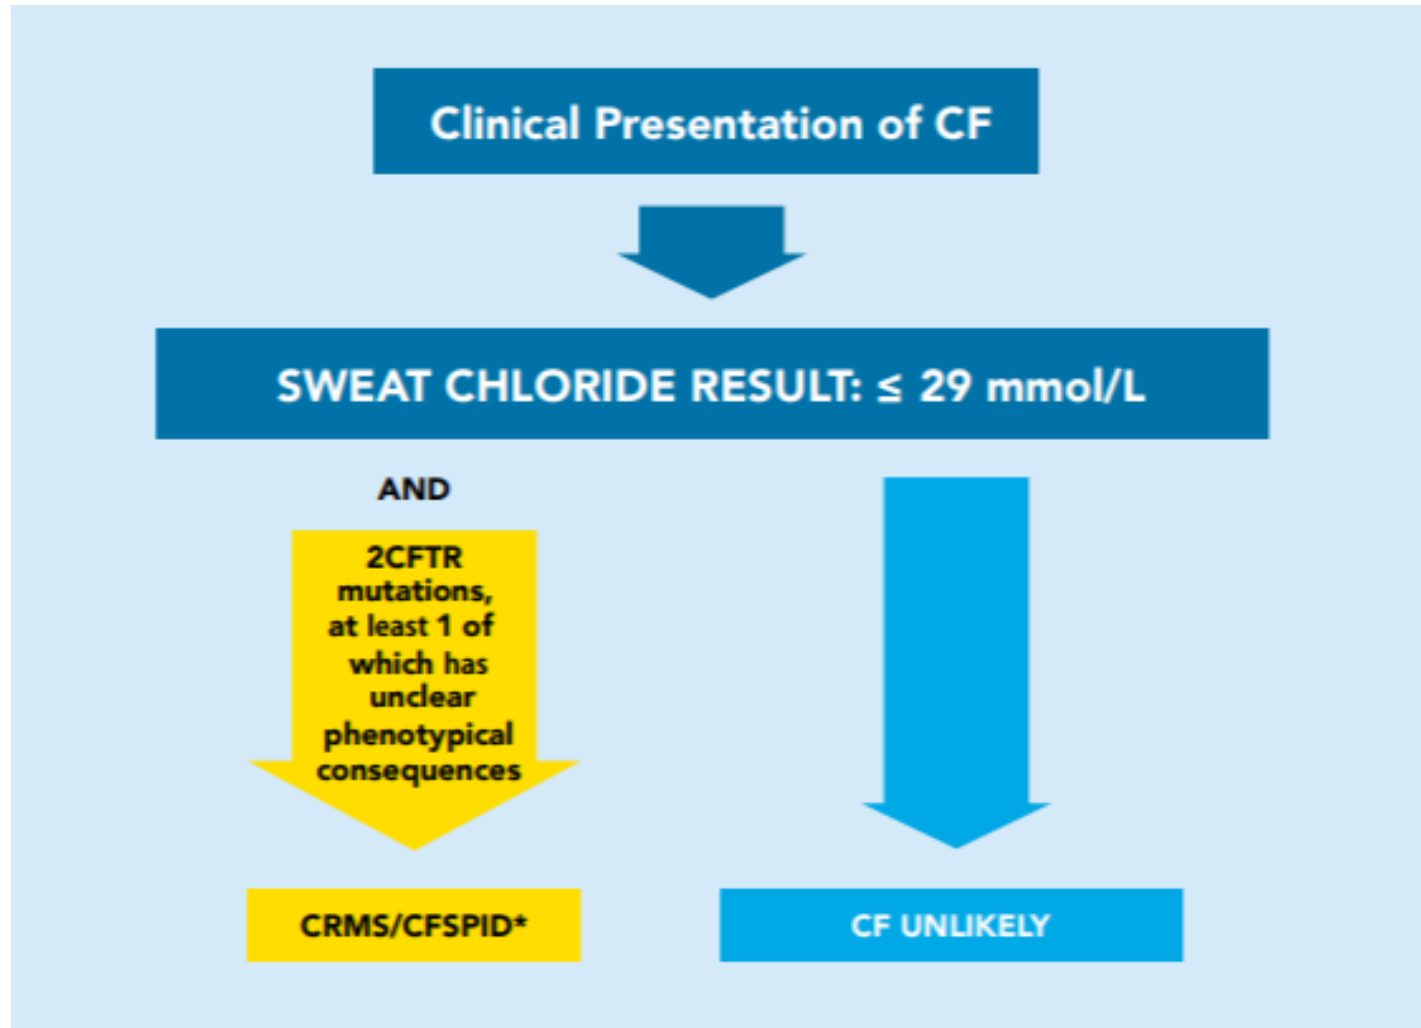 Clinical Presentation of CF
SWEAT CHLORIDE RESULT: ≤ 29 mmol/L
AND
2CFTR
mutations,
at least 1 of
which has
unclear
phenotypical
consequences
CRMS/CFSPID*
CF UNLIKELY